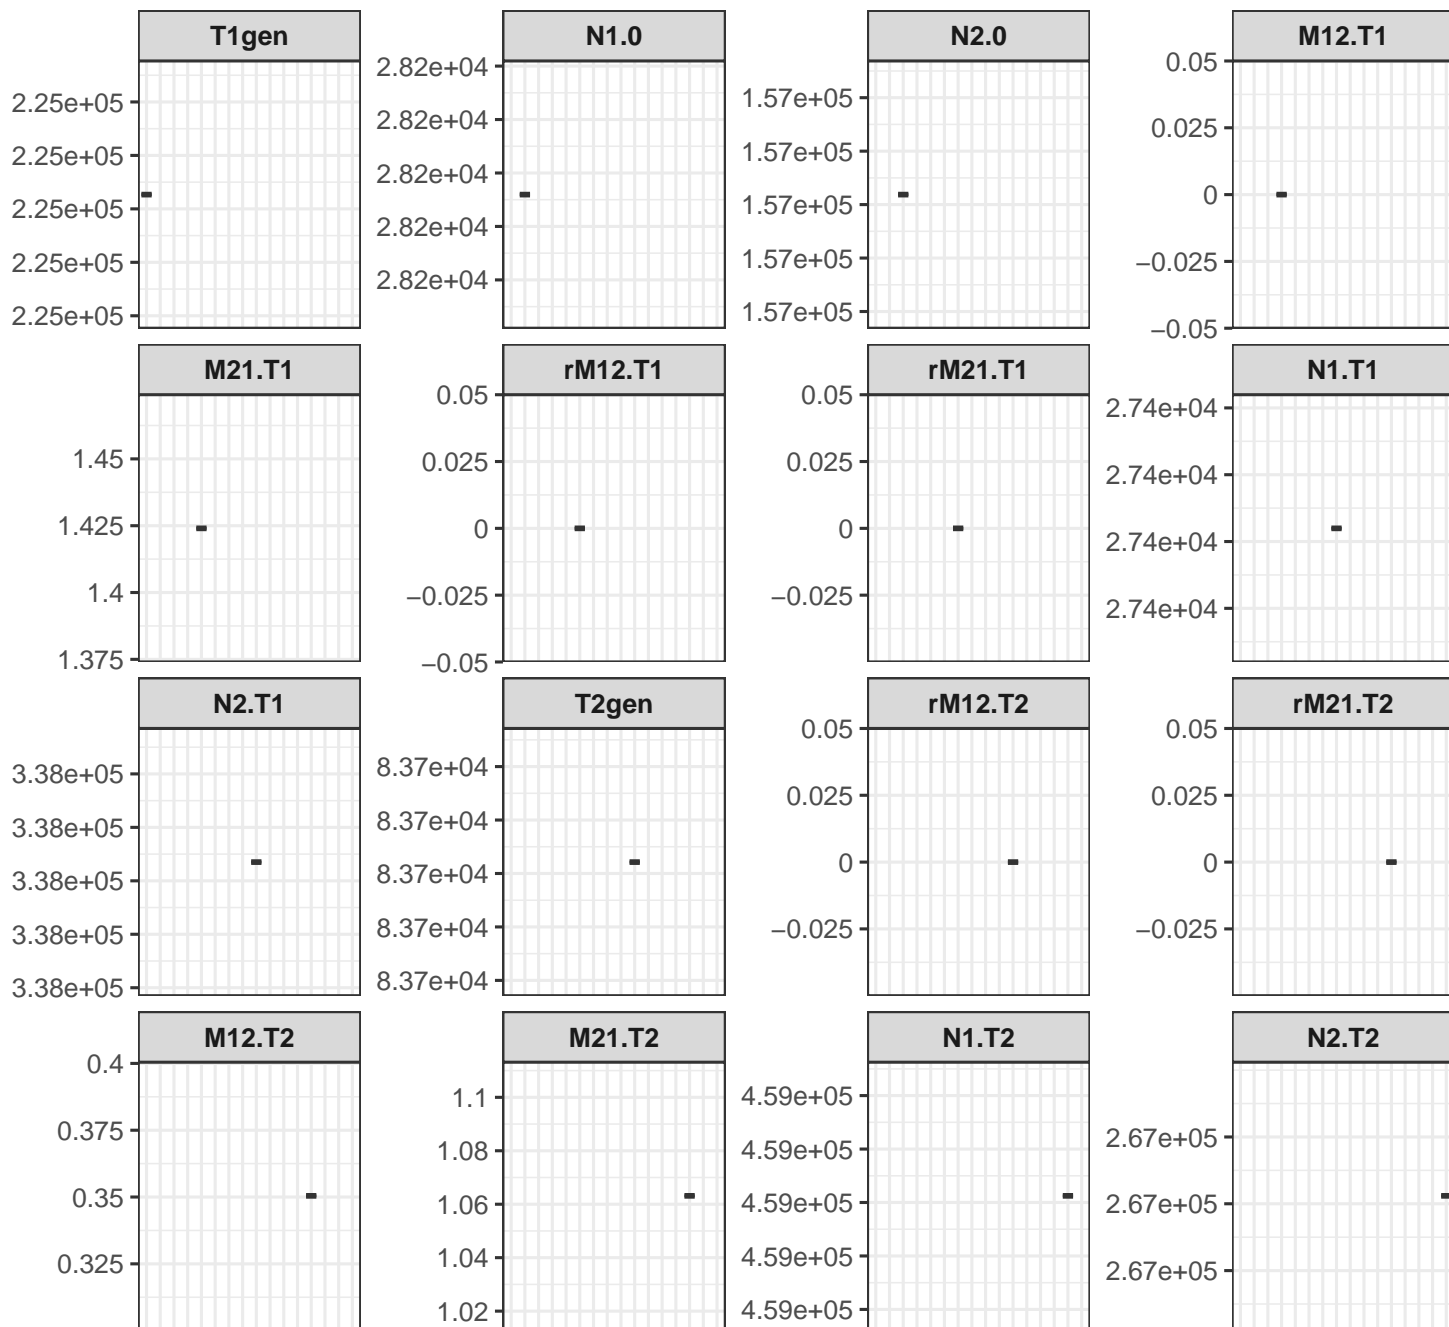 T1gen N1.0 N2.0 M12.T1
2.25e+05
2.25e+05
2.25e+05
2.25e+05
2.25e+05
2.82e+04
2.82e+04
2.82e+04
2.82e+04
2.82e+04
1.57e+05
1.57e+05
1.57e+05
1.57e+05
1.57e+05
0.05
0.025
0
−0.025
−0.05
M21.T1 rM12.T1 rM21.T1 N1.T1
1.45
1.425
1.4
1.375
0.05
0.025
0
−0.025
−0.05
0.05
0.025
0
−0.025
2.74e+04
2.74e+04
2.74e+04
2.74e+04
N2.T1 T2gen rM12.T2 rM21.T2
3.38e+05
3.38e+05
3.38e+05
3.38e+05
3.38e+05
8.37e+04
8.37e+04
8.37e+04
8.37e+04
8.37e+04
0.05
0.025
0
−0.025
0.05
0.025
0
−0.025
M12.T2 M21.T2 N1.T2 N2.T2
0.4
0.375
0.35
0.325
1.1
1.08
1.06
1.04
1.02
4.59e+05
4.59e+05
4.59e+05
4.59e+05
4.59e+05
2.67e+05
2.67e+05
2.67e+05